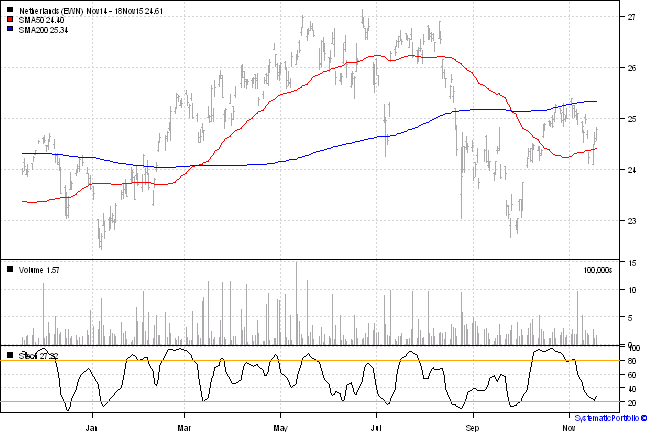 Netherlands (EWN) Nov14 - 18Nov15 24.61
SMA50 24.40
SMA200 25.34
27
26
25
24
23
Volume 1.57
100,000s
15
10
5
0
27.32
100
80
60
40
20
Jan Mar May Jul Sep Nov
SystematicPortfolio ©